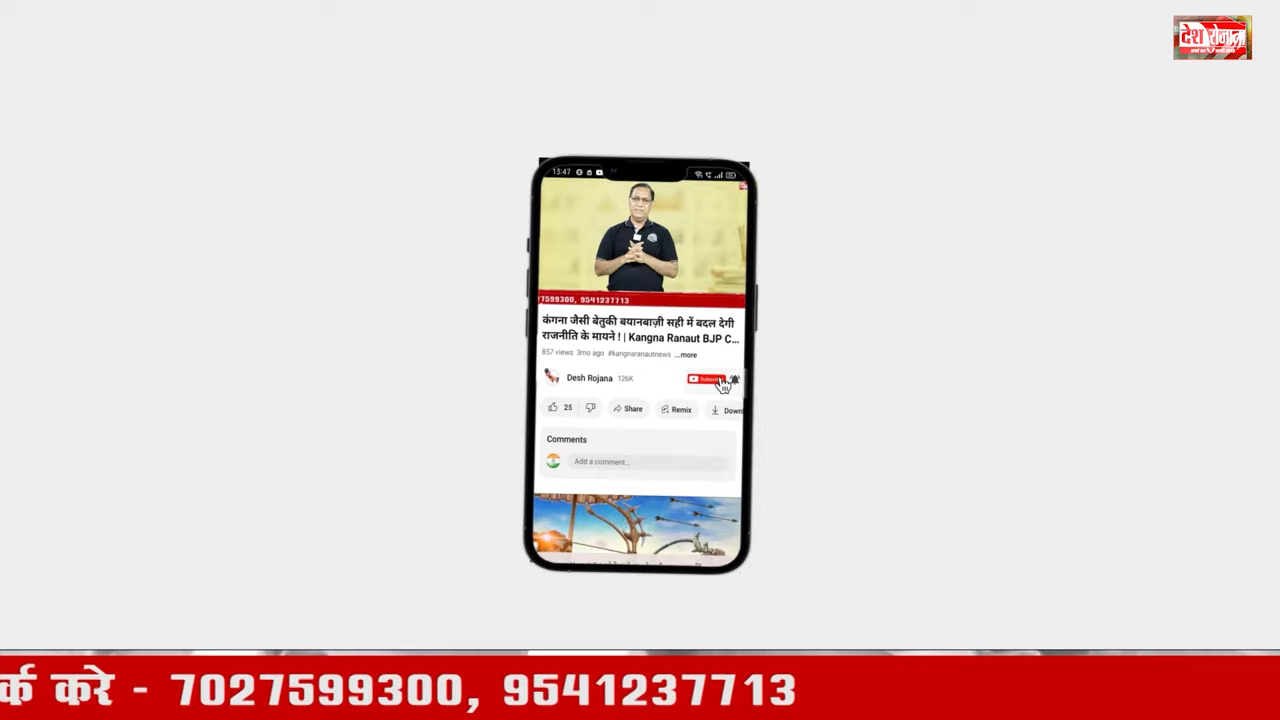 देश रोजाना
15:47
7599300, 9541237713
कंगना जैसी बेतुकी बयानबाज़ी सही में बदल देगी
राजनीति के मायने ! | Kangna Ranaut BJP C...
857 views 3mo ago #kangnaranautnews ...more
Desh Rojana 126K
25 Share Remix Down
Comments
Add a comment...
र्क करे - 7027599300, 9541237713